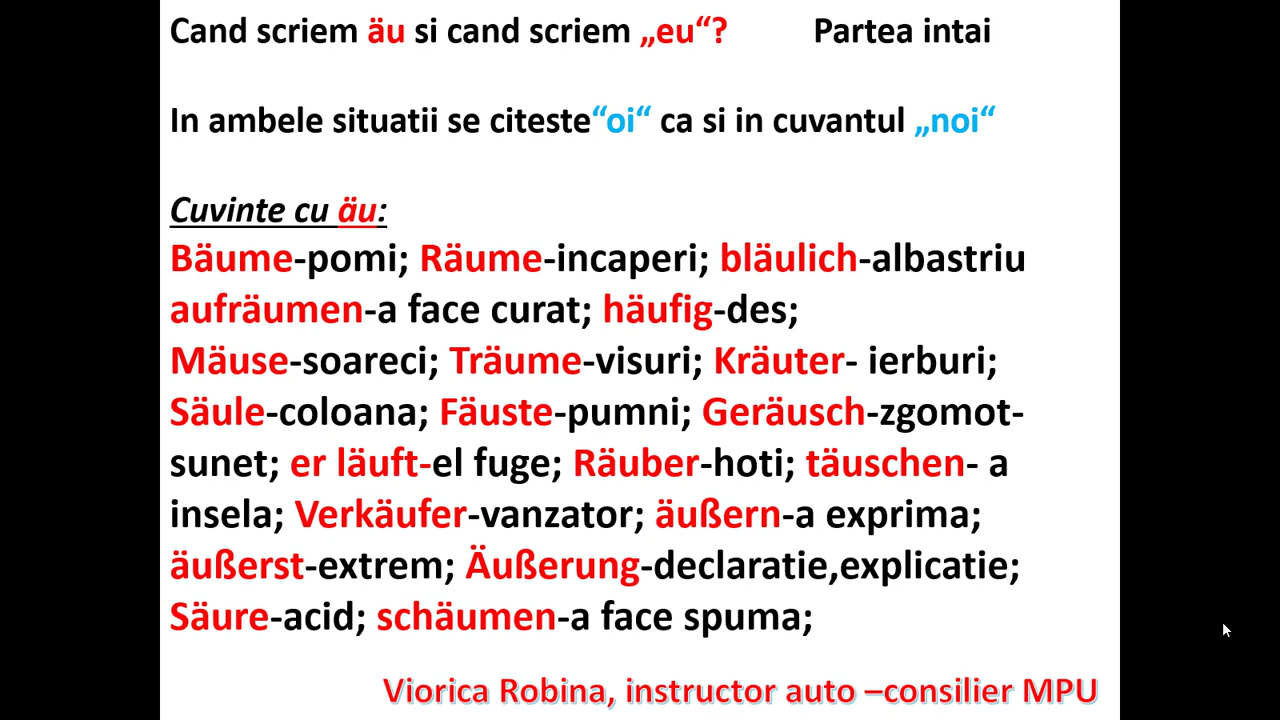 Cand scriem äu si cand scriem „eu“? Partea intai
In ambele situatii se citeste“oi“ ca si in cuvantul „noi“
Cuvinte cu äu:
Bäume-pomi; Räume-incaperi; bläulich-albastriu
aufräumen-a face curat; häufig-des;
Mäuse-soareci; Träume-visuri; Kräuter- ierburi;
Säule-coloana; Fäuste-pumni; Geräusch-zgomot-
sunet; er läuft-el fuge; Räuber-hoti; täuschen- a
insela; Verkäufer-vanzator; äußern-a exprima;
äußerst-extrem; Äußerung-declaratie,explicatie;
Säure-acid; schäumen-a face spuma;
Viorica Robina, instructor auto –consilier MPU